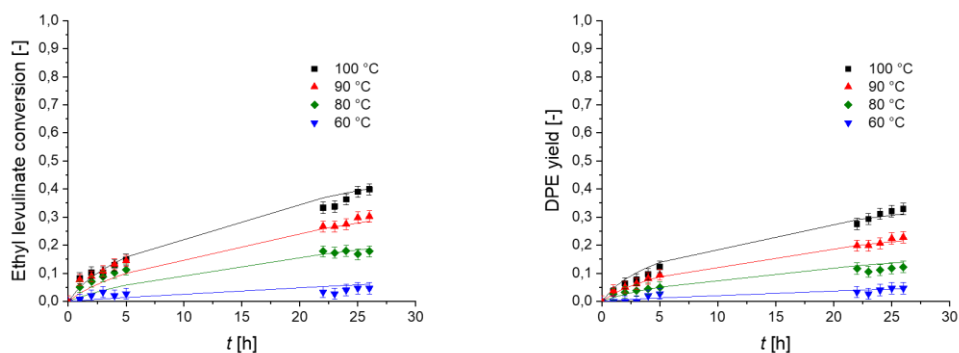 Ethyl levulinate conversion [-]
1,0
0,9
0,8
0,7
0,6
0,5
0,4
0,3
0,2
0,1
0,0
100 °C
90 °C
80 °C
60 °C
0 5 10 15 20 25 30
t [h]
DPE yield [-]
1,0
0,9
0,8
0,7
0,6
0,5
0,4
0,3
0,2
0,1
0,0
100 °C
90 °C
80 °C
60 °C
0 5 10 15 20 25 30
t [h]